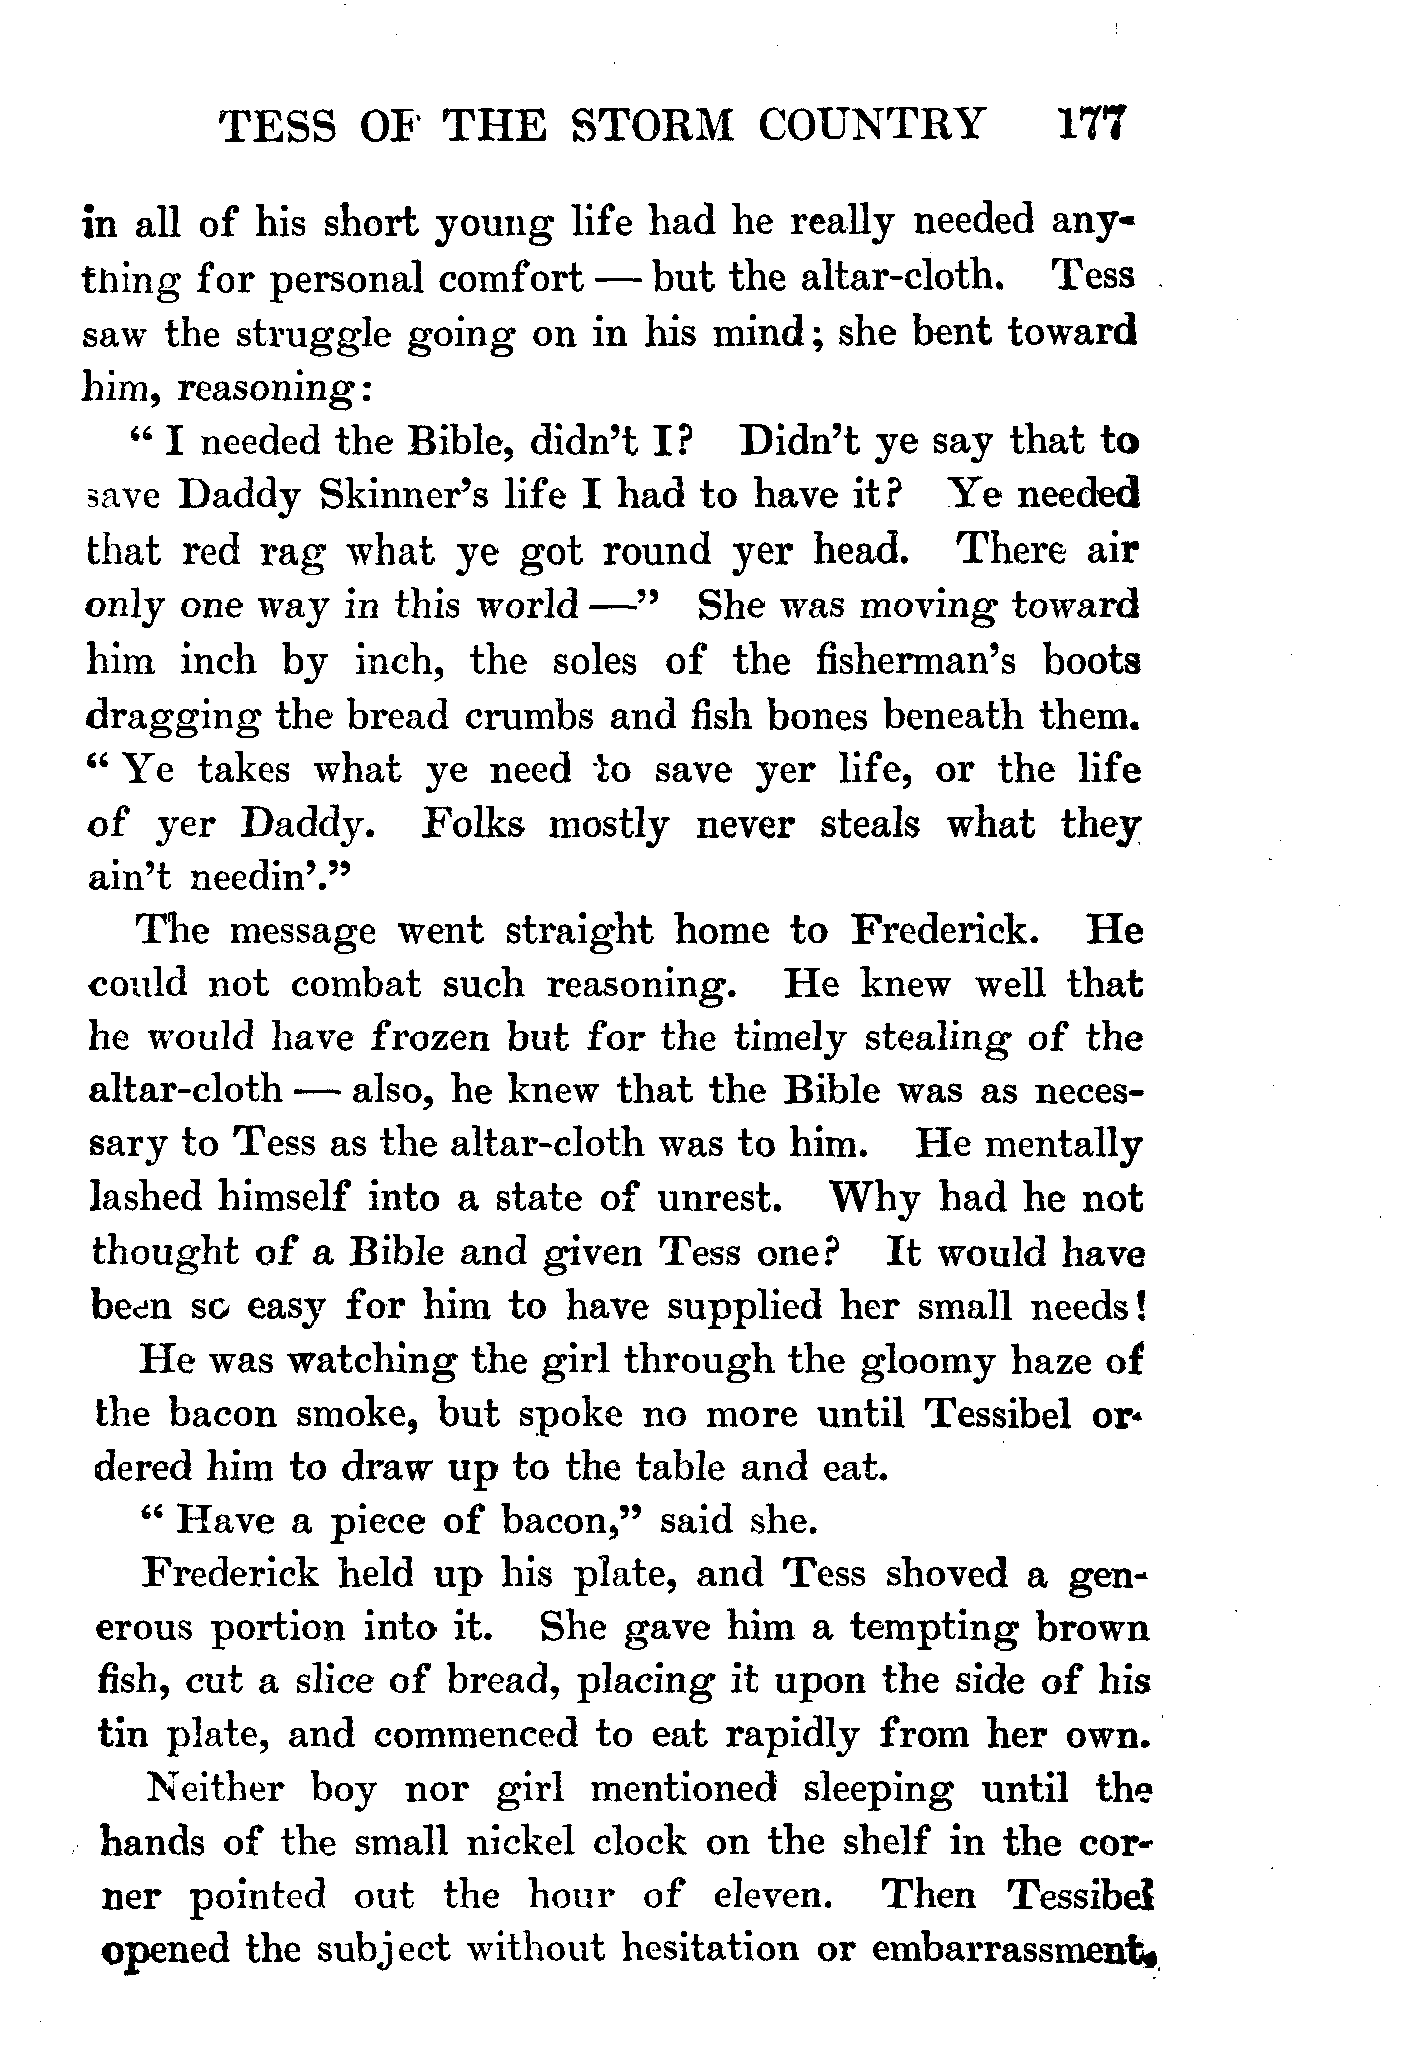 TESS OF THE STORM COUNTRY 177
in all of his short young life had he really needed any-
thing for personal comfort — but the altar-cloth. Tess
saw the struggle going on in his mind; she bent toward
him, reasoning:
“ I needed the Bible, didn’t I? Didn’t ye say that to
save Daddy Skinner’s life I had to have it? Ye needed
that red rag what ye got round yer head. There air
only one way in this world —” She was moving toward
him inch by inch, the soles of the fisherman’s boots
dragging the bread crumbs and fish bones beneath them.
“ Ye takes what ye need to save yer life, or the life
of yer Daddy. Folks mostly never steals what they
ain’t needin’.”
The message went straight home to Frederick. He
could not combat such reasoning. He knew well that
he would have frozen but for the timely stealing of the
altar-cloth — also, he knew that the Bible was as neces-
sary to Tess as the altar-cloth was to him. He mentally
lashed himself into a state of unrest. Why had he not
thought of a Bible and given Tess one? It would have
been so easy for him to have supplied her small needs!
He was watching the girl through the gloomy haze of
the bacon smoke, but spoke no more until Tessibel or-
dered him to draw up to the table and eat.
“ Have a piece of bacon,” said she.
Frederick held up his plate, and Tess shoved a gen-
erous portion into it. She gave him a tempting brown
fish, cut a slice of bread, placing it upon the side of his
tin plate, and commenced to eat rapidly from her own.
Neither boy nor girl mentioned sleeping until the
hands of the small nickel clock on the shelf in the cor-
ner pointed out the hour of eleven. Then Tessibel
opened the subject without hesitation or embarrassment.